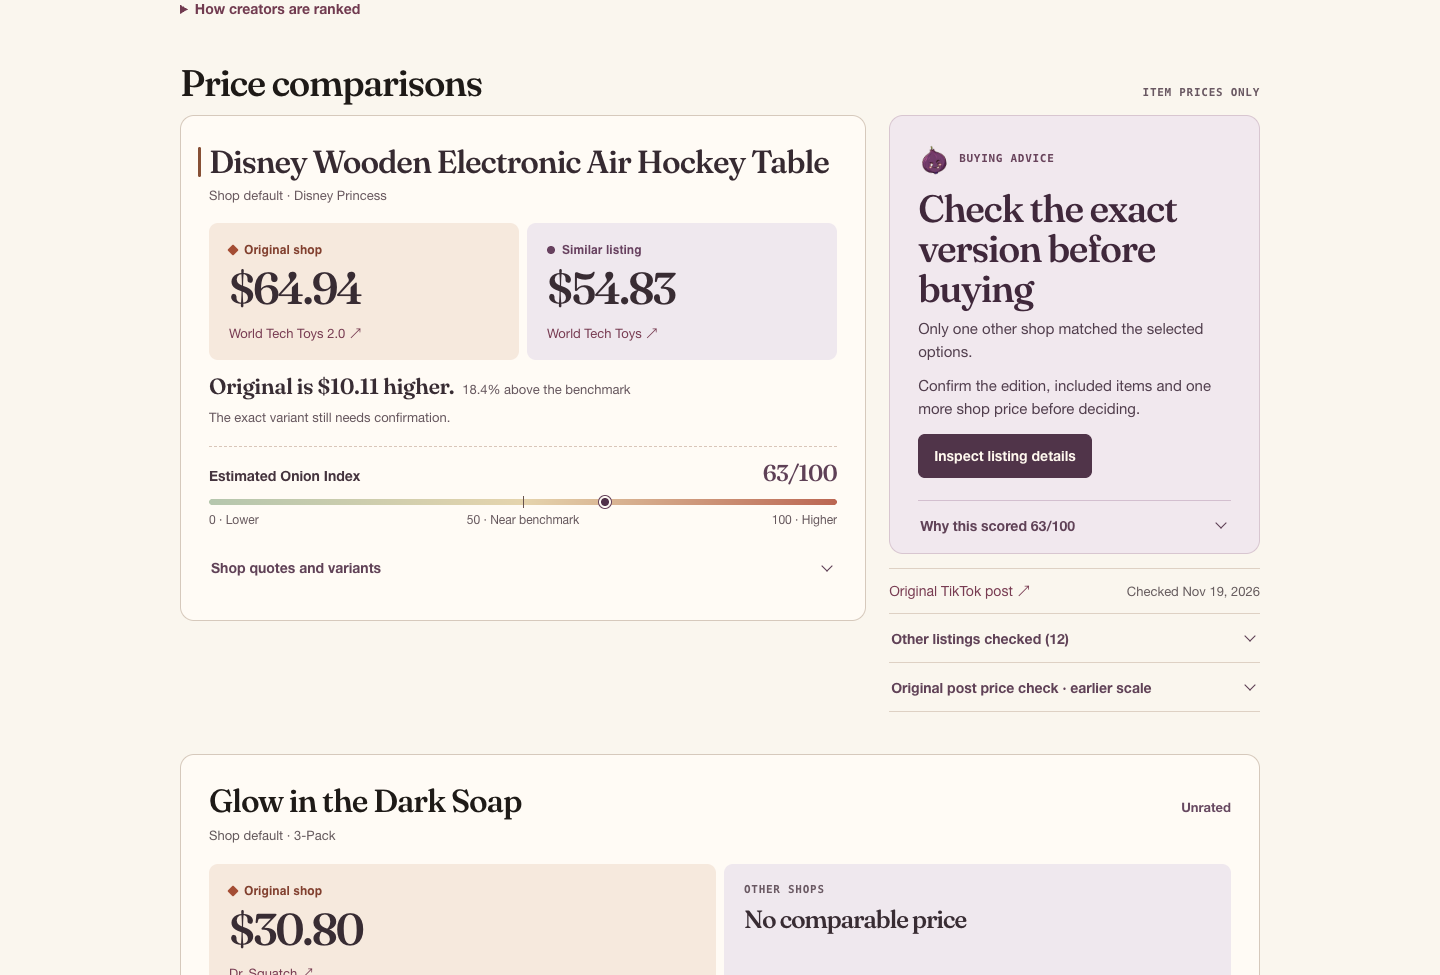 How creators are ranked
Price comparisons
ITEM PRICES ONLY
Disney Wooden Electronic Air Hockey Table
Shop default · Disney Princess
Original shop
$64.94
World Tech Toys 2.0 ↗
Similar listing
$54.83
World Tech Toys ↗
Original is $10.11 higher. 18.4% above the benchmark
The exact variant still needs confirmation.
Estimated Onion Index
63/100
0 · Lower
50 · Near benchmark
100 · Higher
Shop quotes and variants
BUYING ADVICE
Check the exact
version before
buying
Only one other shop matched the selected
options.
Confirm the edition, included items and one
more shop price before deciding.
Inspect listing details
Why this scored 63/100
Original TikTok post ↗
Checked Nov 19, 2026
Other listings checked (12)
Original post price check · earlier scale
Glow in the Dark Soap
Unrated
Shop default · 3-Pack
Original shop
$30.80
Dr. Squatch ↗
OTHER SHOPS
No comparable price